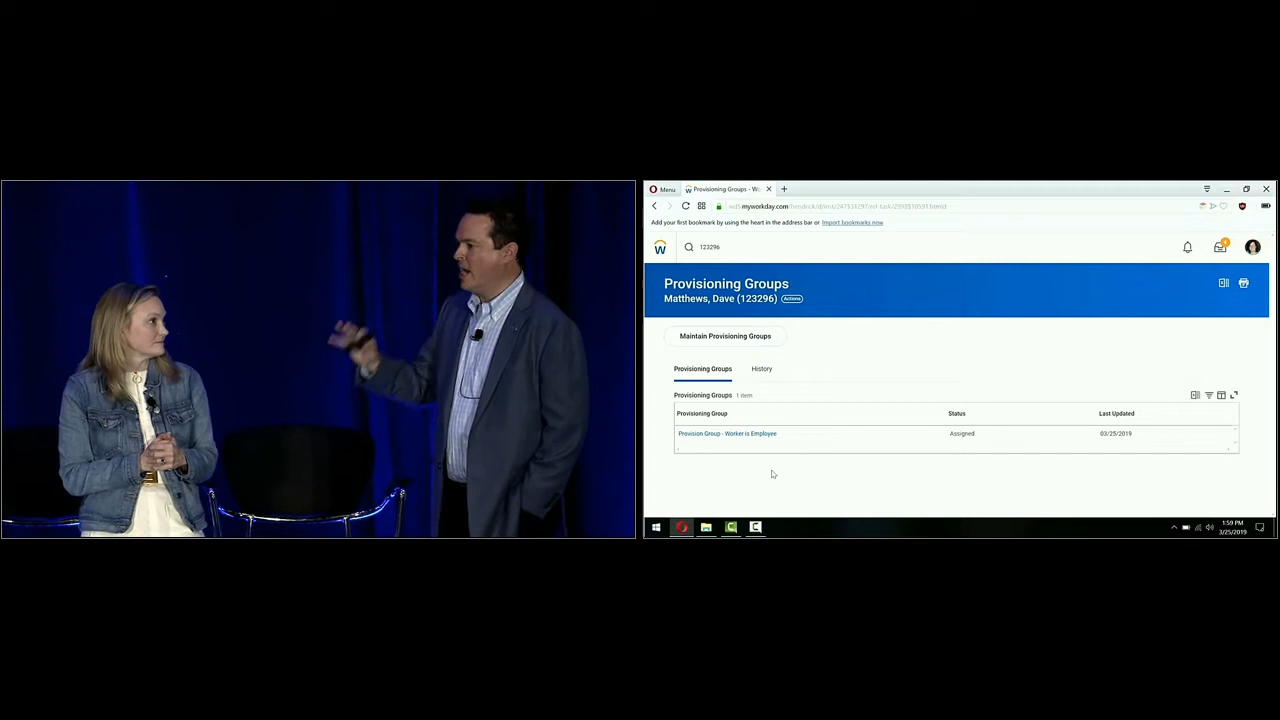 Menu
Provisioning Groups - Wo
Add your first bookmark by using the heart in the address bar or Import bookmarks now
123296
Provisioning Groups
Matthews, Dave (123296) Actions
Maintain Provisioning Groups
Provisioning Groups History
Provisioning Groups 1 item
Provisioning Group Status Last Updated
Provision Group - Worker is Employee Assigned 03/25/2019
1:59 PM
3/25/2019